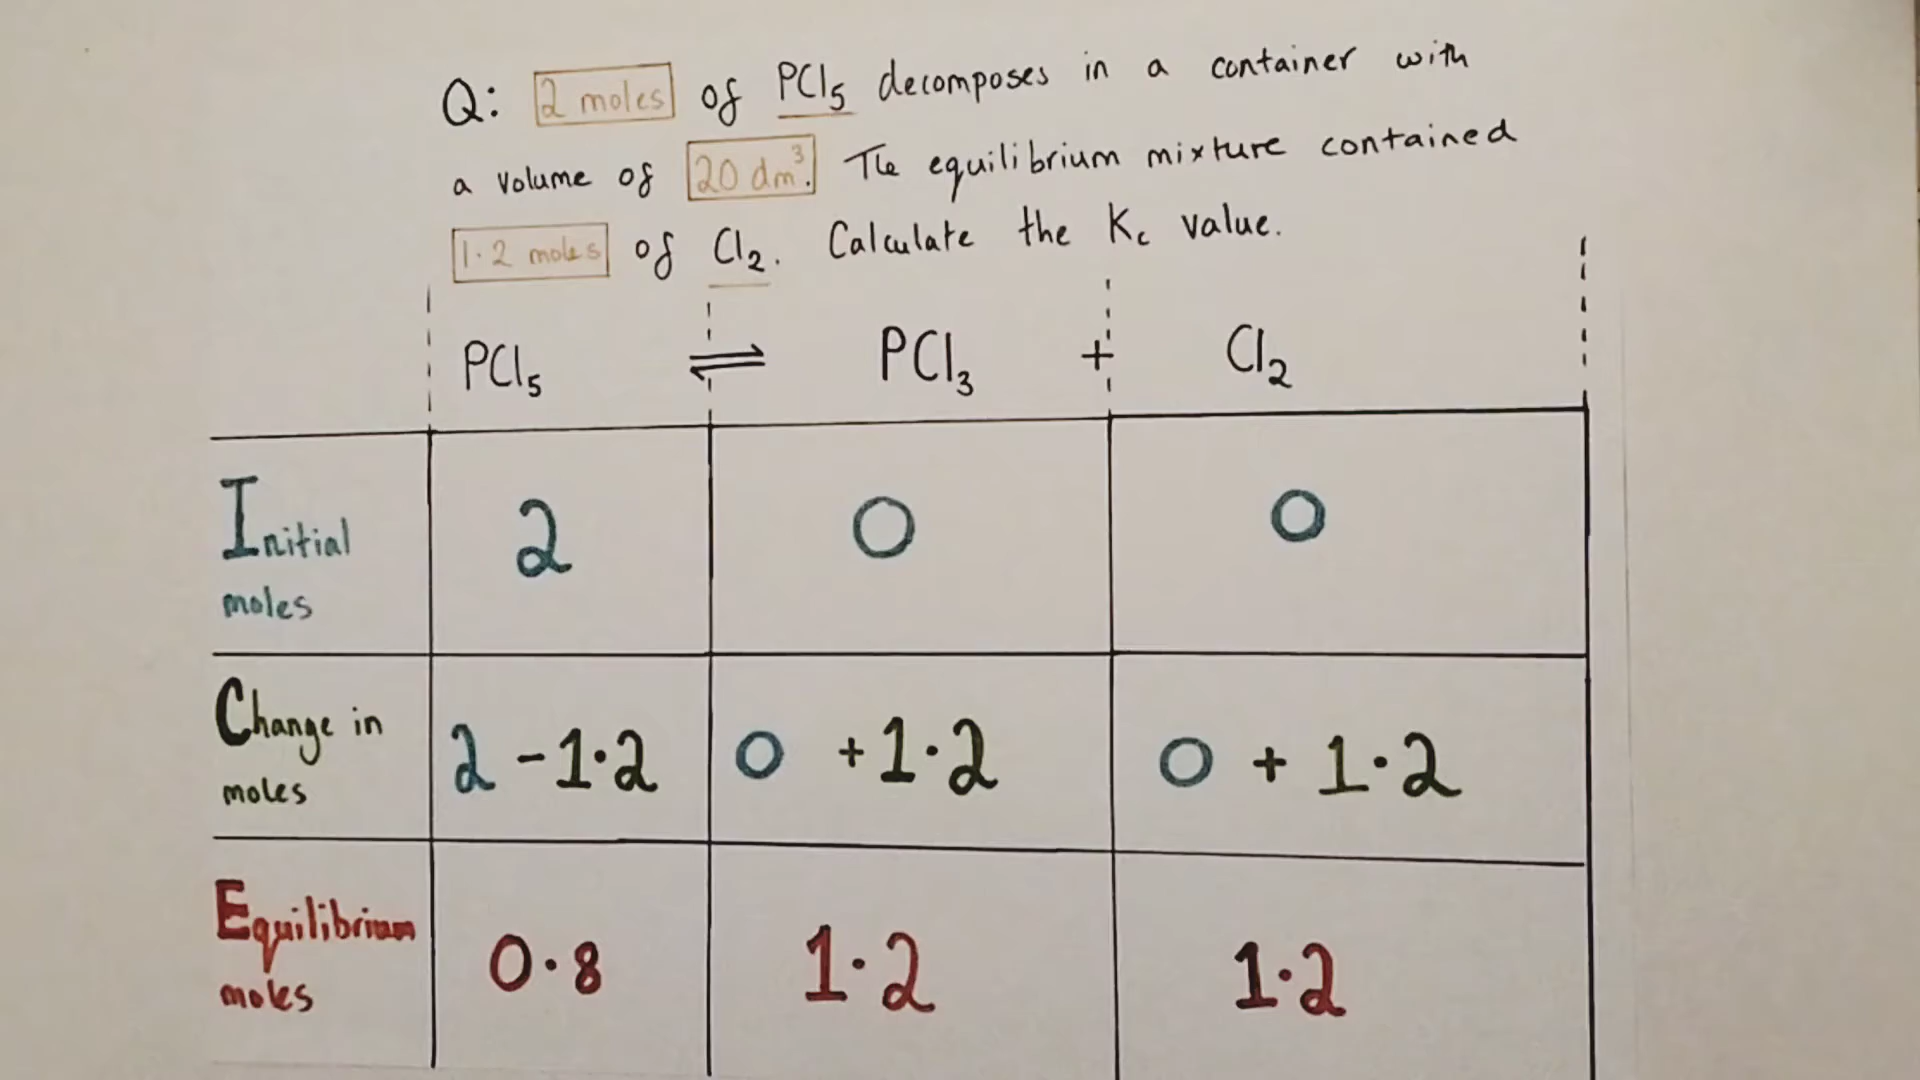 Q: 2 moles of PCl₅ decomposes in a container with
a volume of 20 dm³. The equilibrium mixture contained
1·2 moles of Cl₂. Calculate the Kc value.
PCl₅ ⇌ PCl₃ + Cl₂
Initial moles 2 0 0
Change in moles 2 -1·2 0 +1·2 0 + 1·2
Equilibrium moles 0·8 1·2 1·2